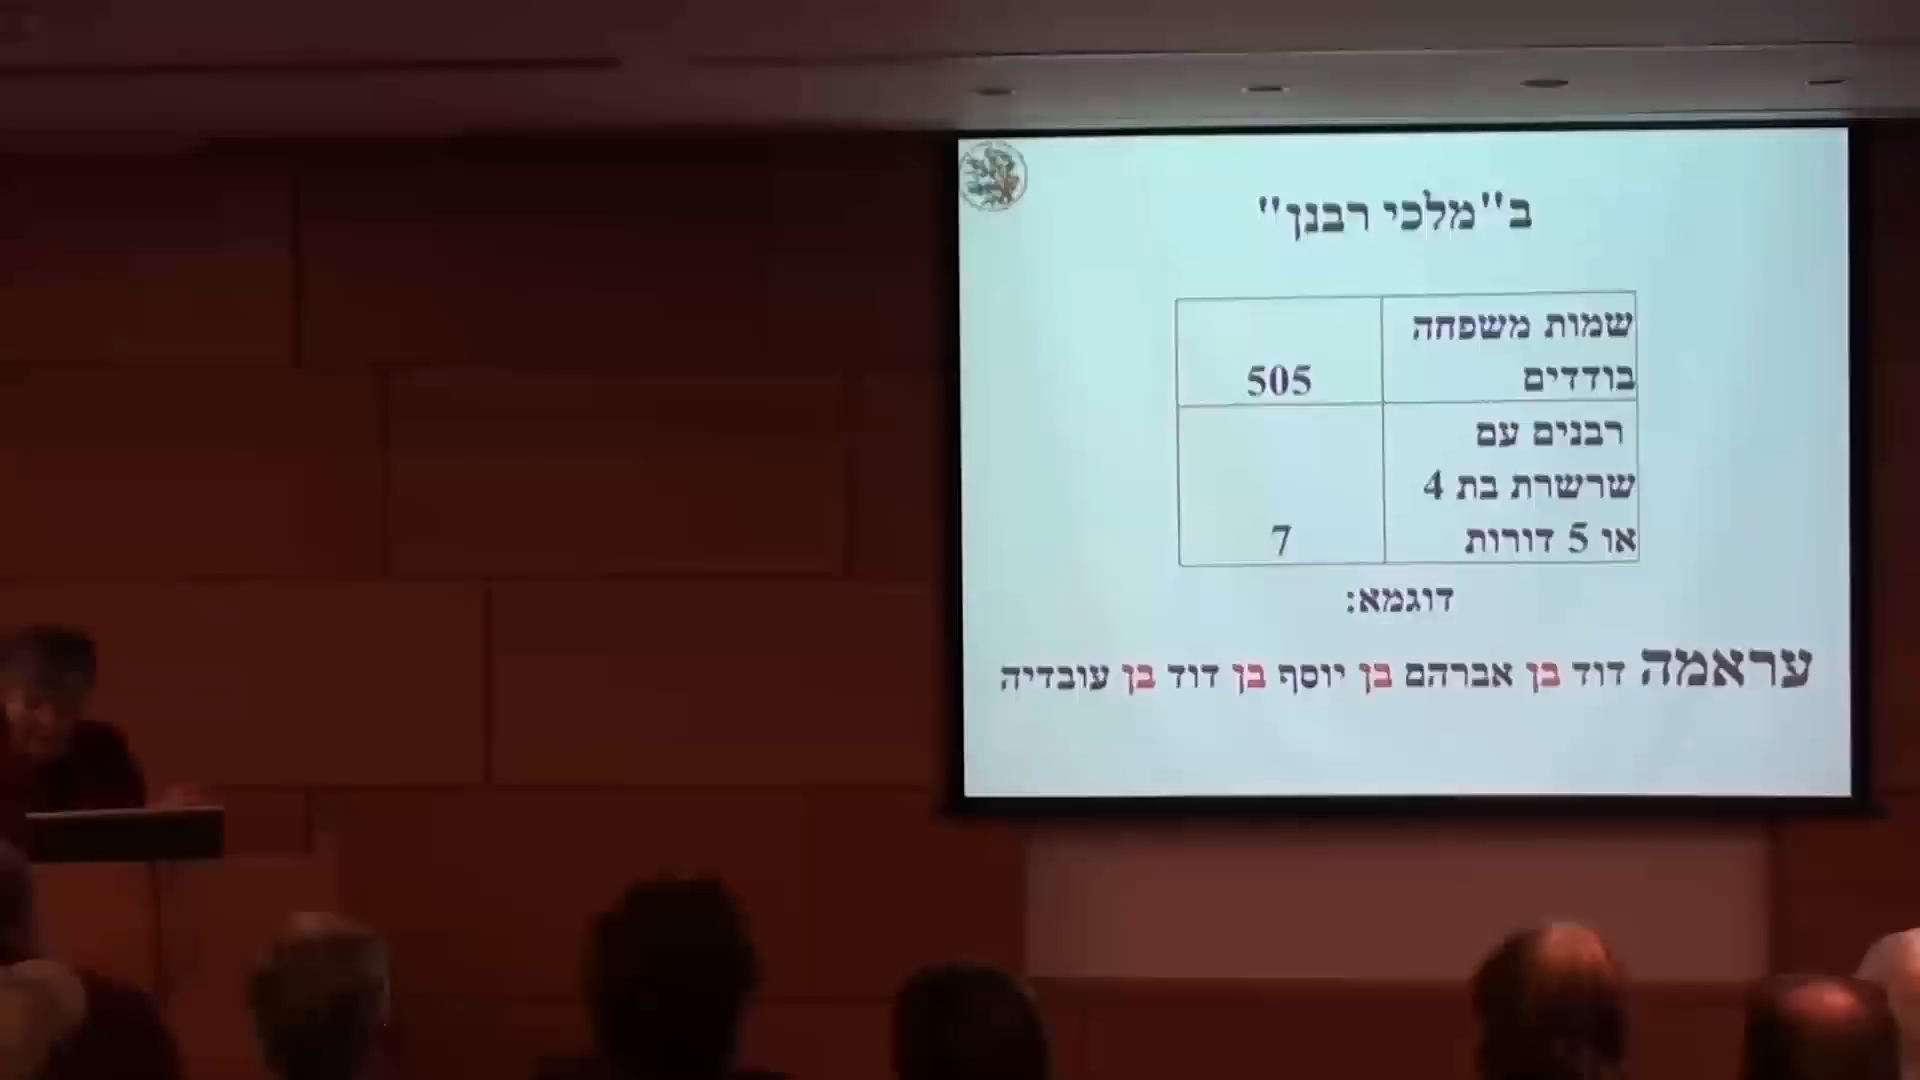 ב"מלכי רבנן"
שמות משפחה
בודדים
505
רבנים עם
שרשרת בת 4
או 5 דורות
7
דוגמא:
עראמה דוד בן אברהם בן יוסף בן דוד בן עובדיה